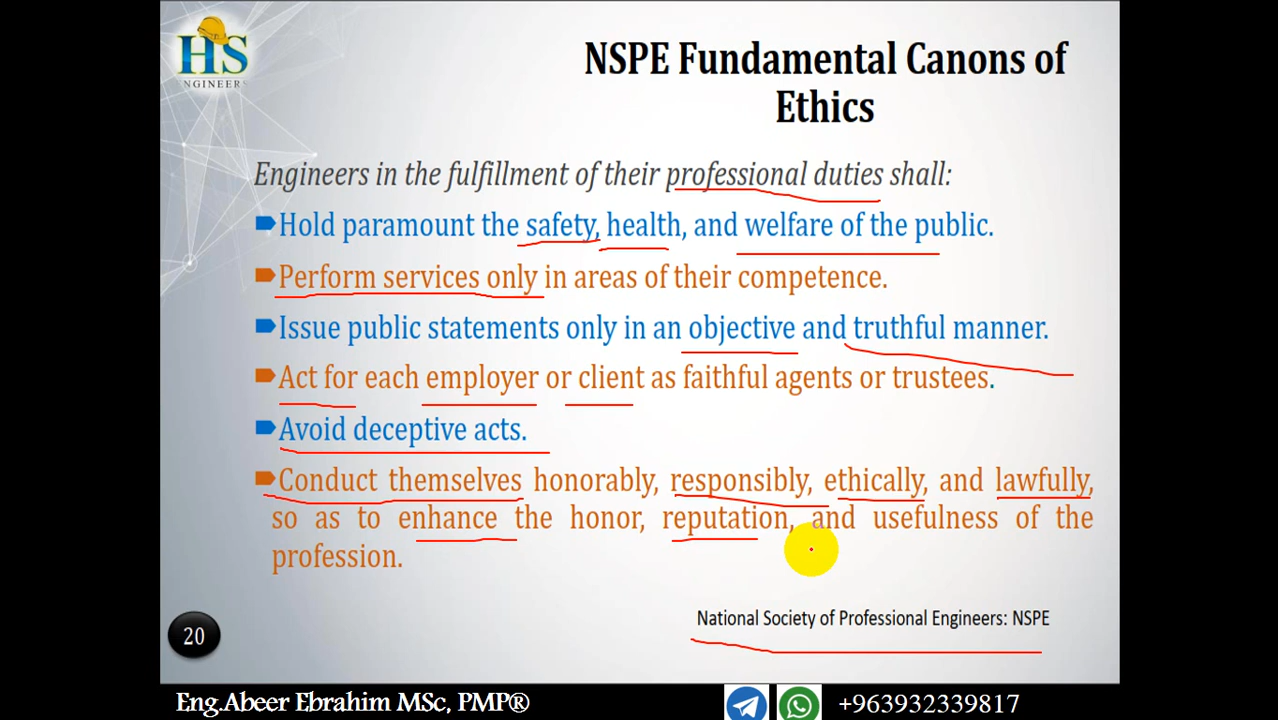 HS
ENGINEERS
NSPE Fundamental Canons of
Ethics
Engineers in the fulfillment of their professional duties shall:
Hold paramount the safety, health, and welfare of the public.
Perform services only in areas of their competence.
Issue public statements only in an objective and truthful manner.
Act for each employer or client as faithful agents or trustees.
Avoid deceptive acts.
Conduct themselves honorably, responsibly, ethically, and lawfully,
so as to enhance the honor, reputation, and usefulness of the
profession.
National Society of Professional Engineers: NSPE
20
Eng.Abeer Ebrahim MSc, PMP®
+963932339817